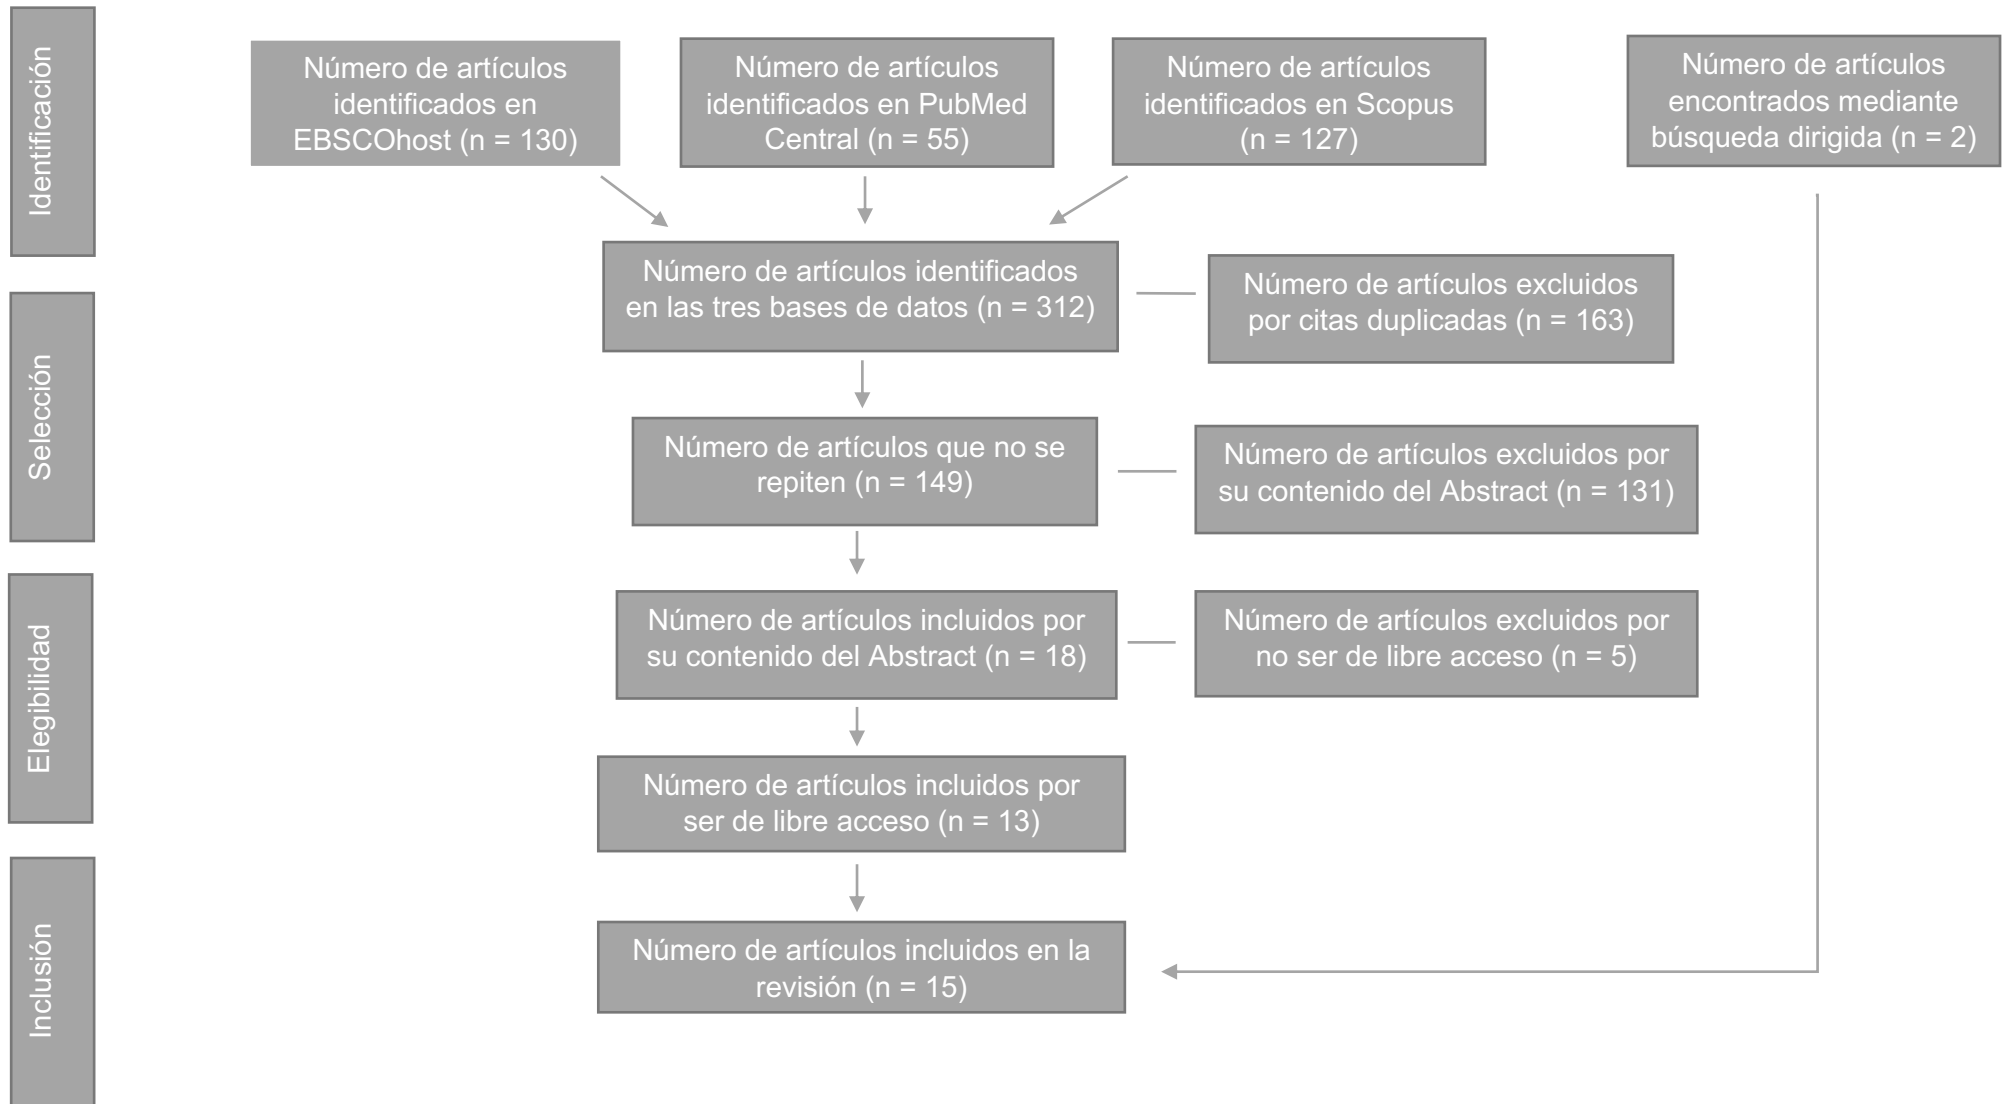 Identificación
Número de artículos
identificados en
EBSCOhost (n = 130)
Número de artículos
identificados en PubMed
Central (n = 55)
Número de artículos
identificados en Scopus
(n = 127)
Número de artículos
encontrados mediante
búsqueda dirigida (n = 2)
Número de artículos identificados
en las tres bases de datos (n = 312)
Número de artículos excluidos
por citas duplicadas (n = 163)
Selección
Número de artículos que no se
repiten (n = 149)
Número de artículos excluidos por
su contenido del Abstract (n = 131)
Elegibilidad
Número de artículos incluidos por
su contenido del Abstract (n = 18)
Número de artículos excluidos por
no ser de libre acceso (n = 5)
Número de artículos incluidos por
ser de libre acceso (n = 13)
Inclusión
Número de artículos incluidos en la
revisión (n = 15)